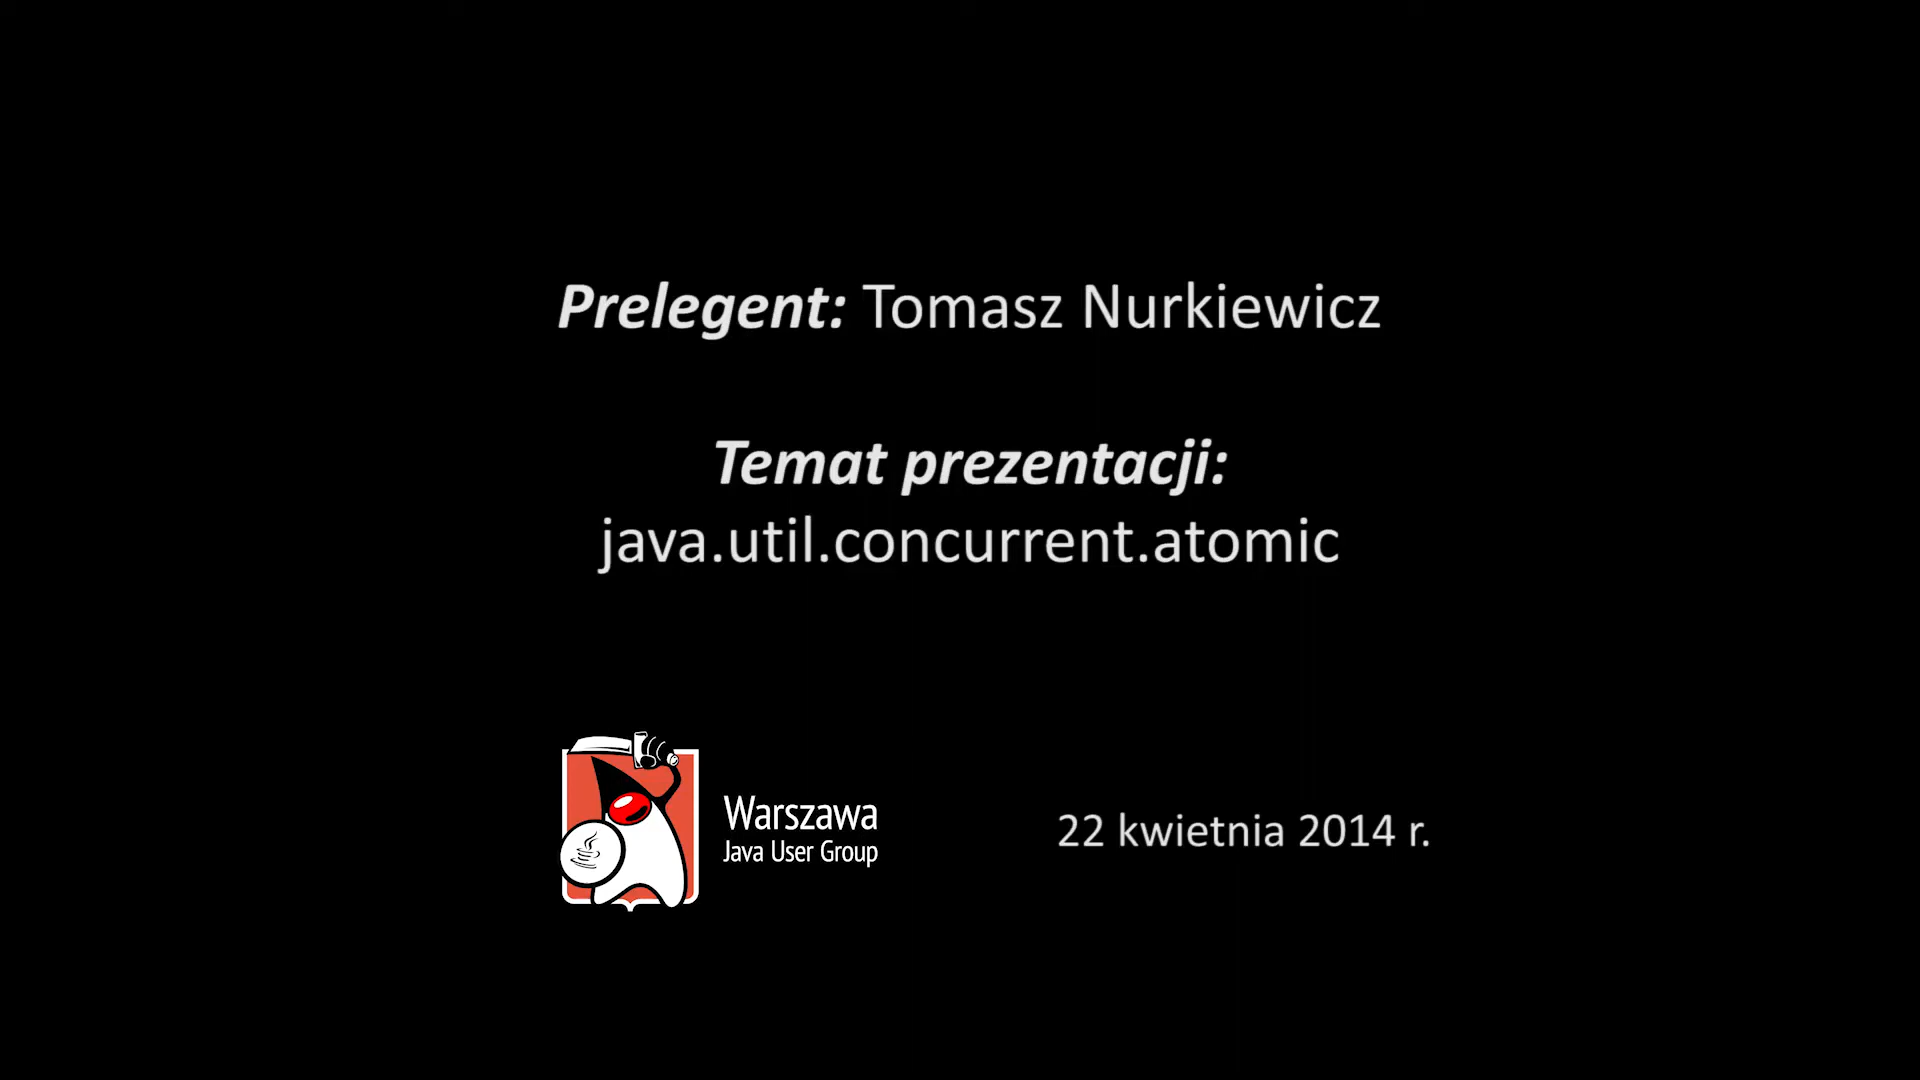 Prelegent: Tomasz Nurkiewicz
Temat prezentacji:
java.util.concurrent.atomic
Warszawa
Java User Group
22 kwietnia 2014 r.